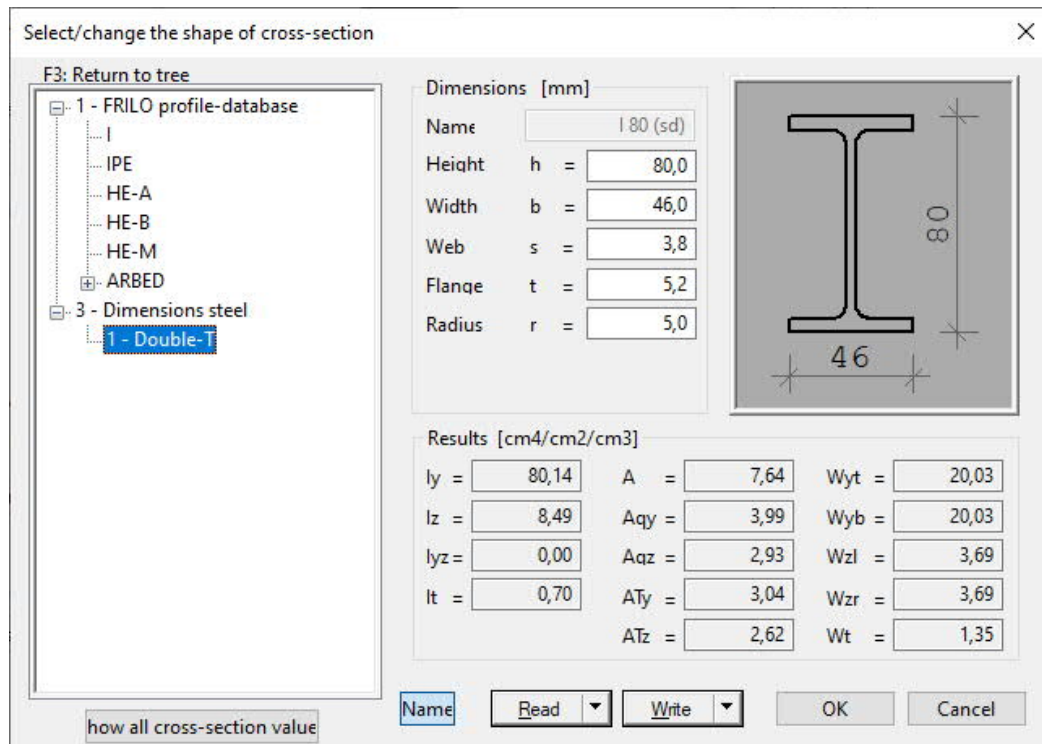 Select/change the shape of cross-section
F3: Return to tree
1 - FRILO profile-database
I
IPE
HE-A
HE-B
HE-M
ARBED
3 - Dimensions steel
1 - Double-T
how all cross-section value
Dimensions [mm]
Name I 80 (sd)
Height h = 80,0
Width b = 46,0
Web s = 3,8
Flange t = 5,2
Radius r = 5,0
80
46
Results [cm4/cm2/cm3]
Iy = 80,14 A = 7,64 Wyt = 20,03
Iz = 8,49 Aqy = 3,99 Wyb = 20,03
Iyz = 0,00 Aqz = 2,93 Wzl = 3,69
It = 0,70 ATy = 3,04 Wzr = 3,69
ATz = 2,62 Wt = 1,35
Name Read Write OK Cancel